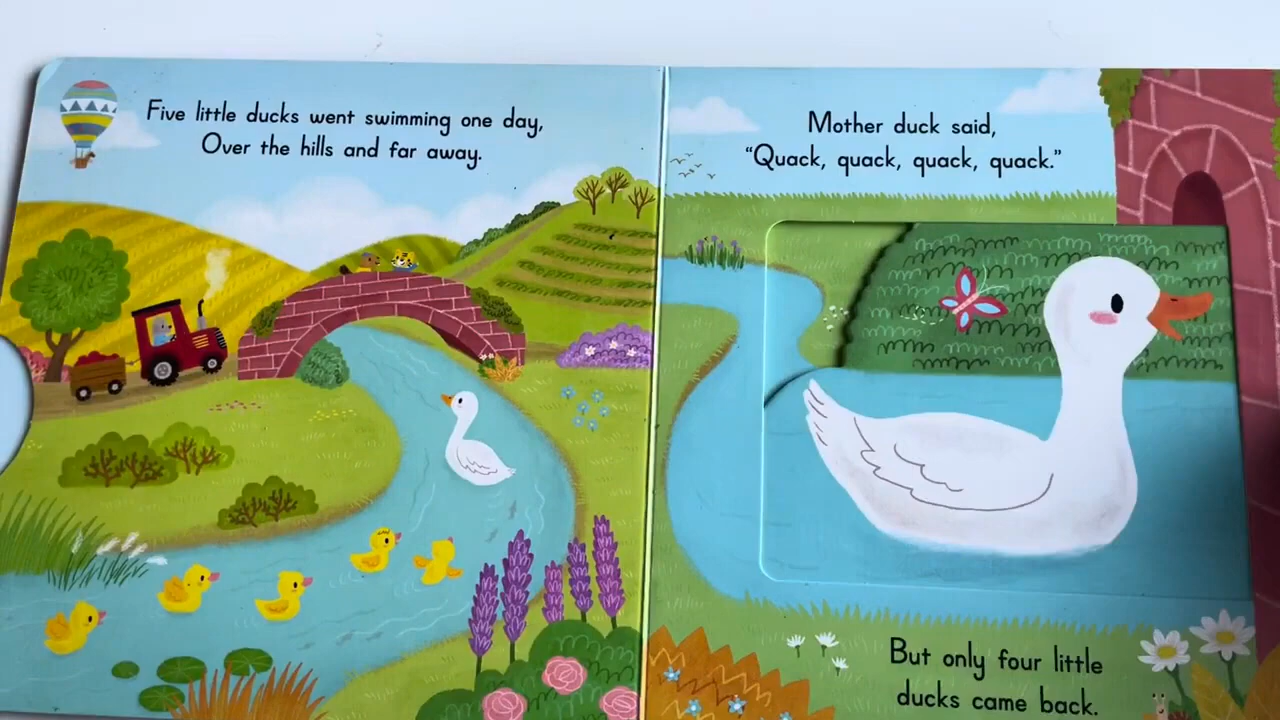 Five little ducks went swimming one day,
Over the hills and far away.
Mother duck said,
“Quack, quack, quack, quack.”
But only four little
ducks came back.